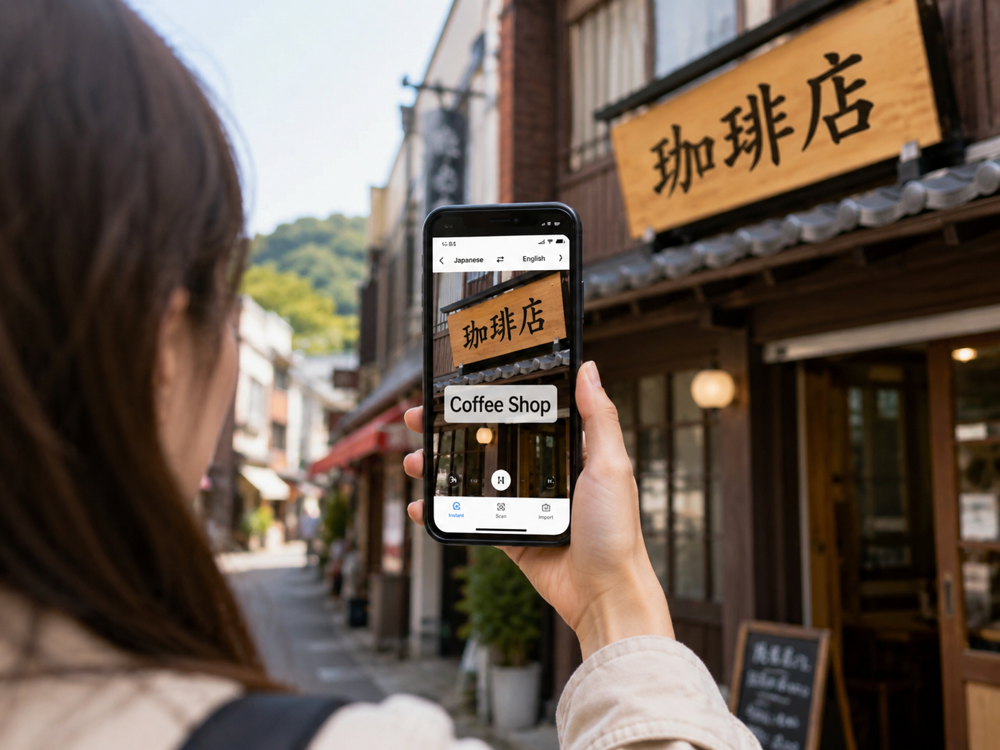 珈琲店
Japanese
English
珈琲店
Coffee Shop
Instant
Scan
Import